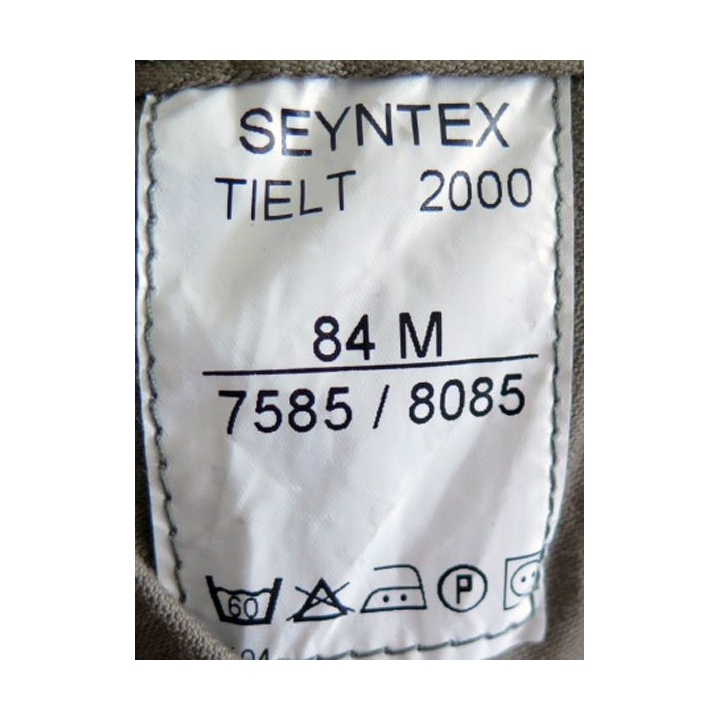 SEYNTEX
TIELT 2000
84 M
7585 / 8085
60 P